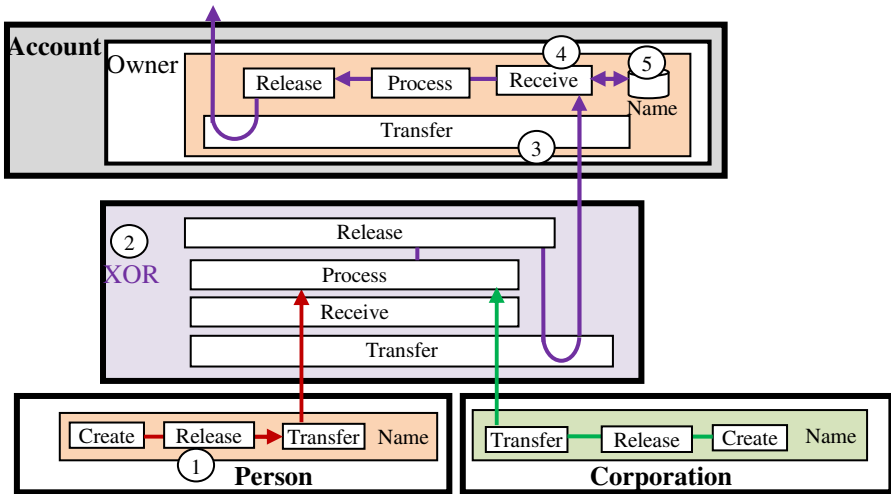 Account
Owner
4
5
Release
Process
Receive
Name
Transfer
3
2
XOR
Release
Process
Receive
Transfer
Create
Release
Transfer
Name
1
Person
Transfer
Release
Create
Name
Corporation